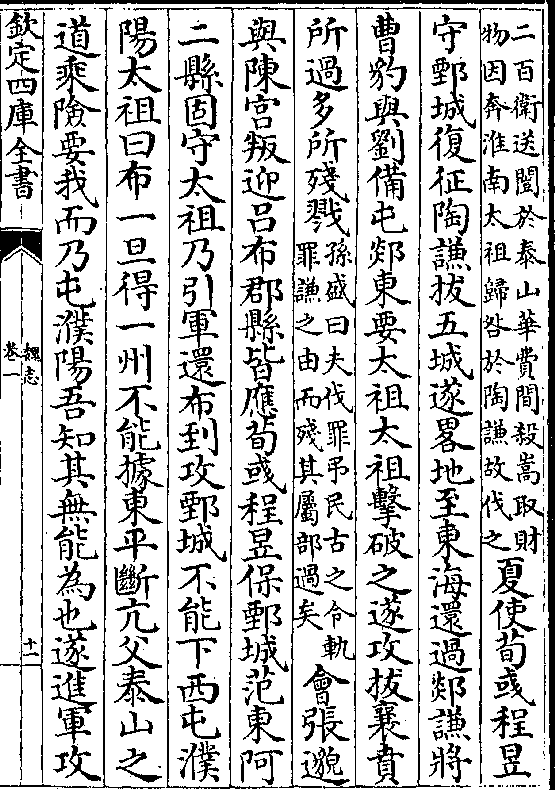 二百衛送闓於泰山華費間殺嵩取財
物因奔淮南太祖歸咎於陶謙故伐之
夏使荀彧程昱
守鄄城復征陶謙拔五城遂畧地至東海還過郯謙將
曹豹與劉備屯郯東要太祖太祖擊破之遂攻拔襄賁
所過多所殘戮
孫盛曰夫伐罪弔民古之令軌
罪謙之由而殘其屬部過矣
會張邈
與陳宮叛迎呂布郡縣皆應荀彧程昱保鄄城范東阿
二縣固守太祖乃引軍還布到攻鄄城不能下西屯濮
陽太祖曰布一旦得一州不能據東平斷亢父泰山之
道乘險要我而乃屯濮陽吾知其無能為也遂進軍攻
欽定四庫全書
魏志
卷一
十二